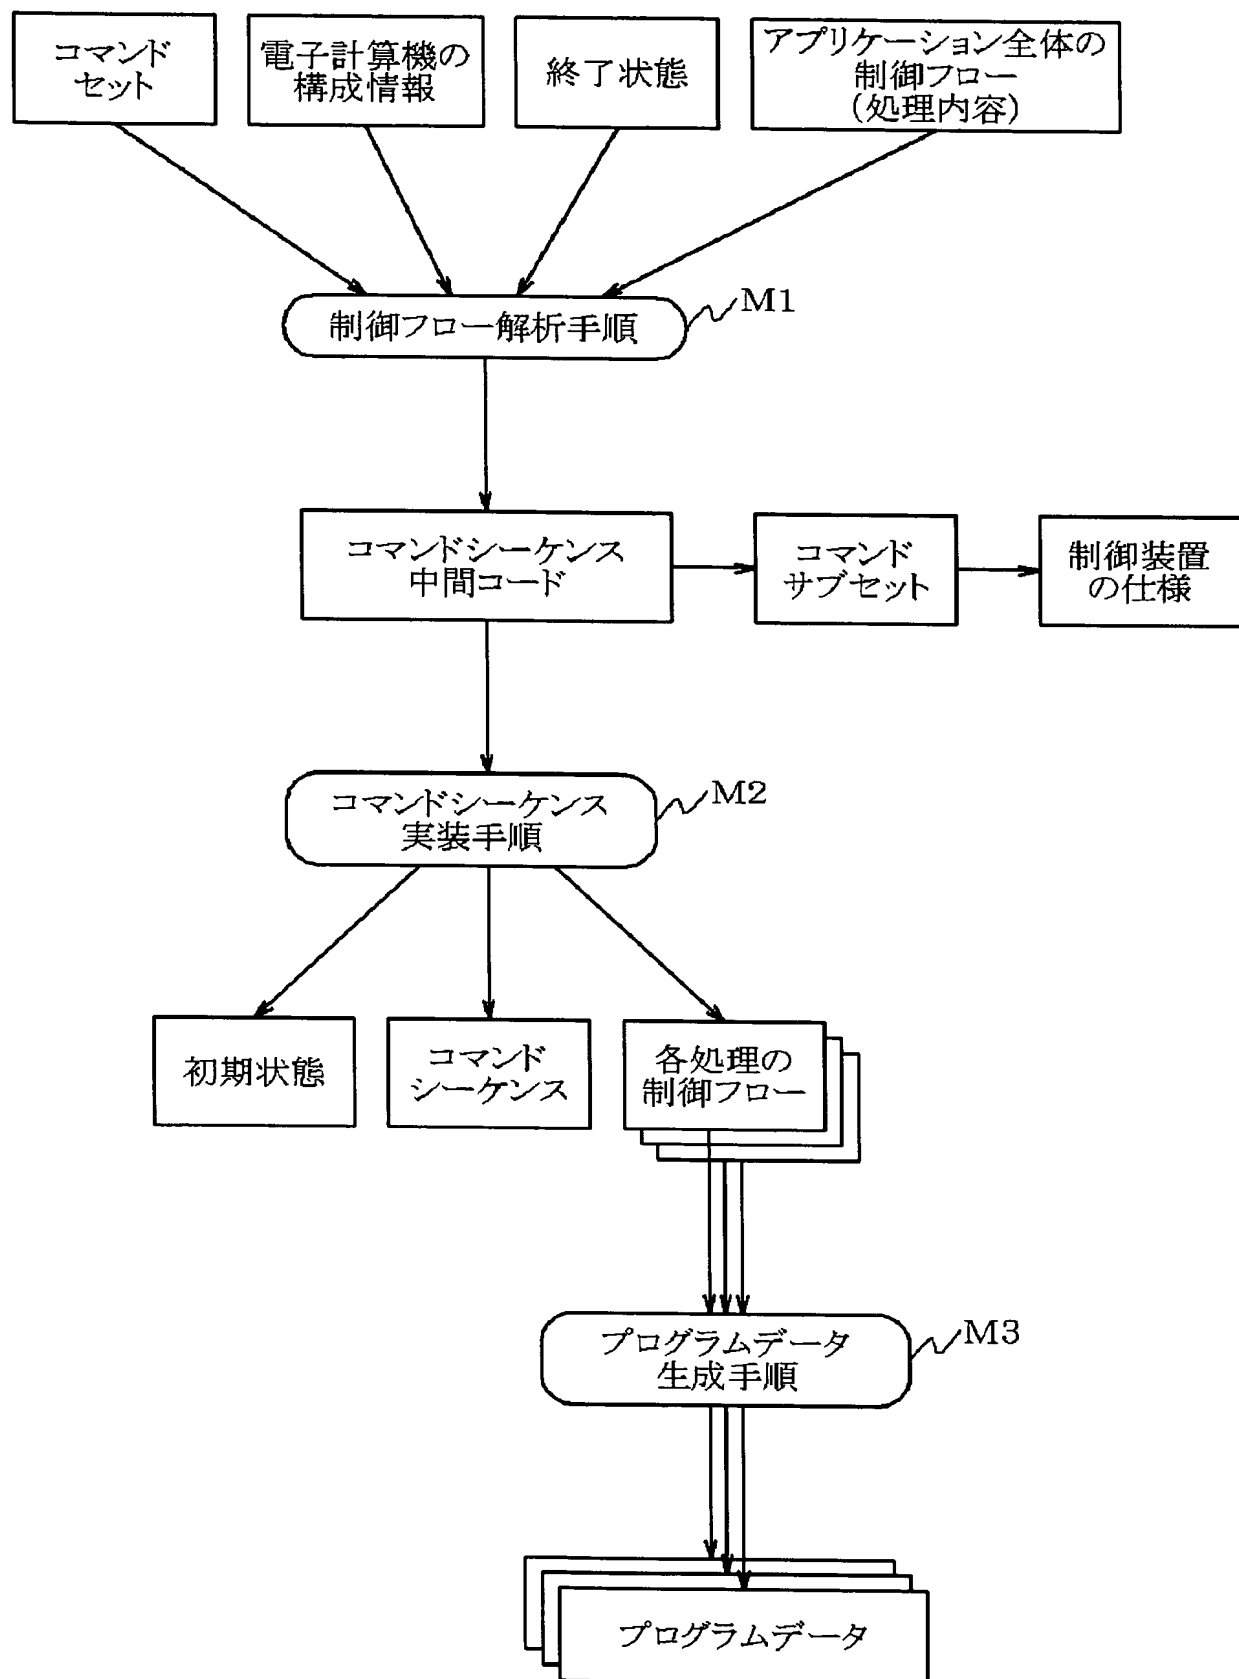 コマンド
セット
電子計算機の
構成情報
終了状態
アプリケーション全体の
制御フロー
(処理内容)
制御フロー解析手順
M1
コマンドシーケンス
中間コード
コマンド
サブセット
制御装置
の仕様
コマンドシーケンス
実装手順
M2
初期状態
コマンド
シーケンス
各処理の
制御フロー
プログラムデータ
生成手順
M3
プログラムデータ